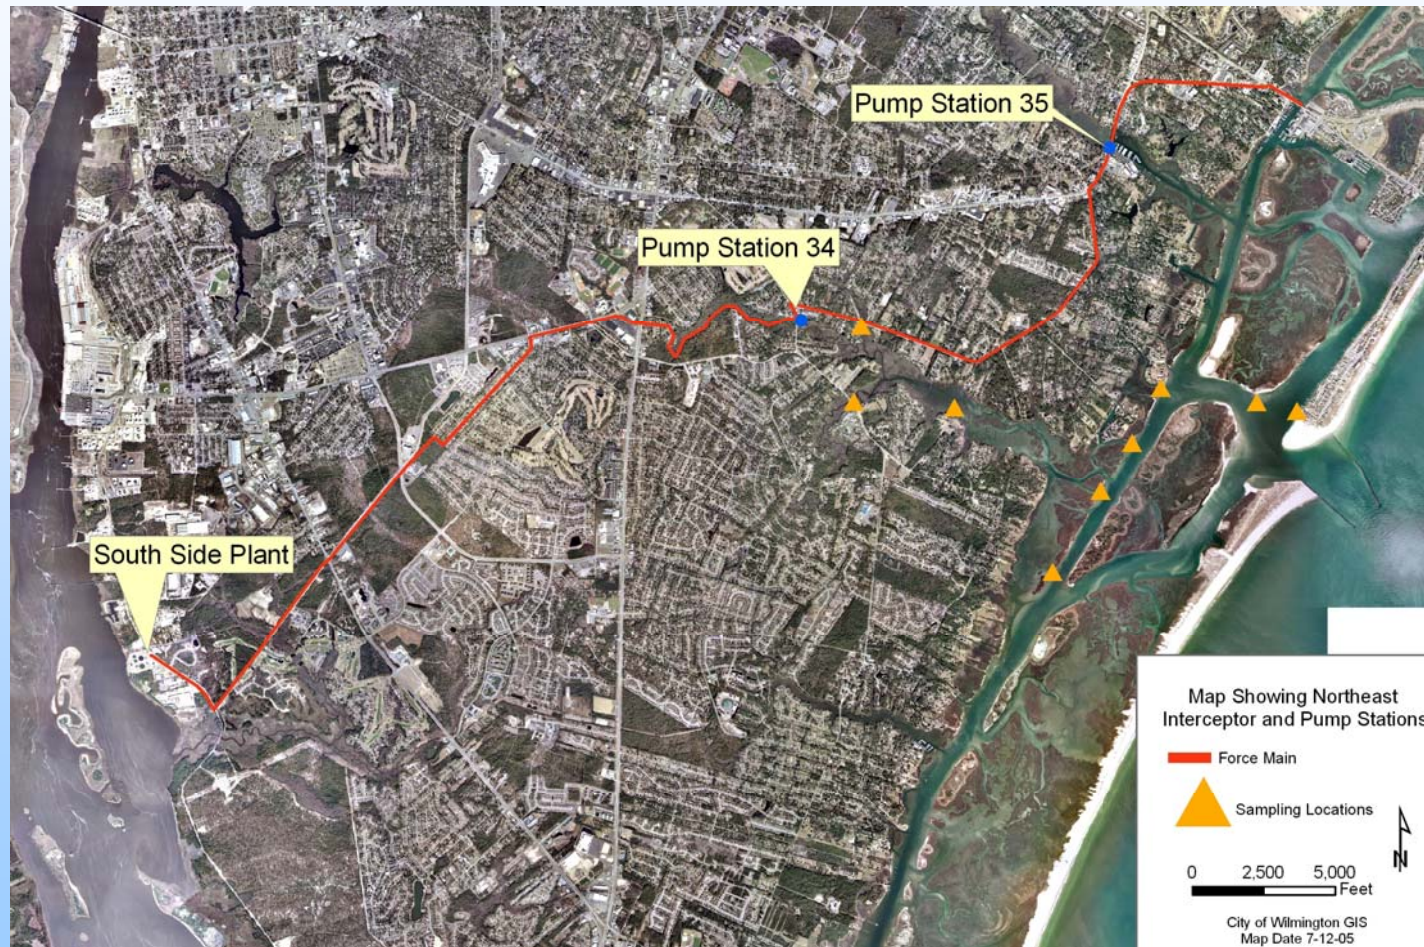 Pump Station 35
Pump Station 34
South Side Plant
Map Showing Northeast
Interceptor and Pump Stations
Force Main
Sampling Locations
0 2,500 5,000
Feet
N
City of Wilmington GIS
Map Date 7-12-05